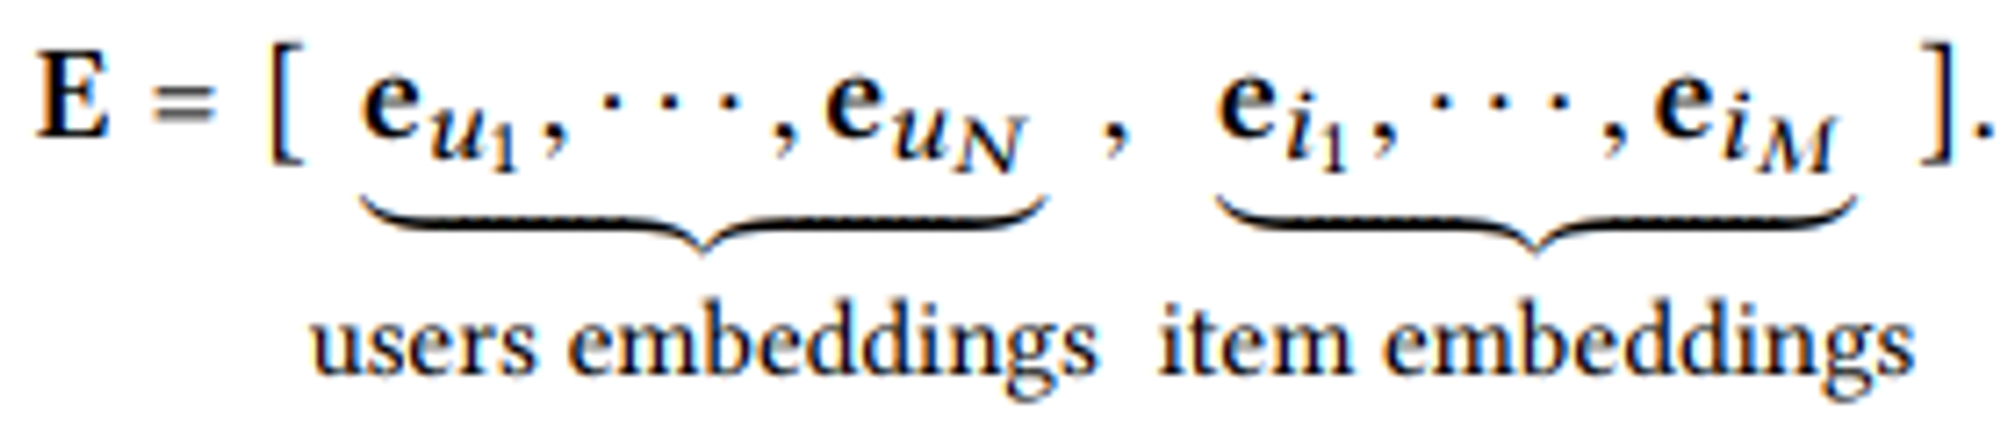 E = [ e_{u_1}, ⋯, e_{u_N} , e_{i_1}, ⋯, e_{i_M} ].
users embeddings item embeddings